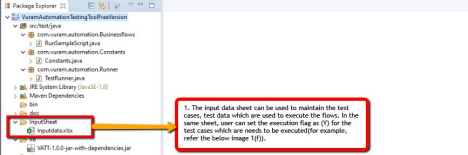 Package Explorer
VuramAutomationTestingToolFreeVersion
src/test/java
com.vuram.automation.Businessflows
RunSampleScript.java
com.vuram.automation.Constants
Constants.java
com.vuram.automation.Runner
TestRunner.java
JRE System Library [JavaSE-1.8]
Maven Dependencies
bin
doc
InputSheet
Inputdata.xlsx
lib
VATT-1.0.0-jar-with-dependencies.jar
1. The input data sheet can be used to maintain the test
cases, test data which are used to execute the flows. In the
same sheet, user can set the execution flag as (Y) for the
test cases which are needs to be executed(for example,
refer the below image 1(f)).